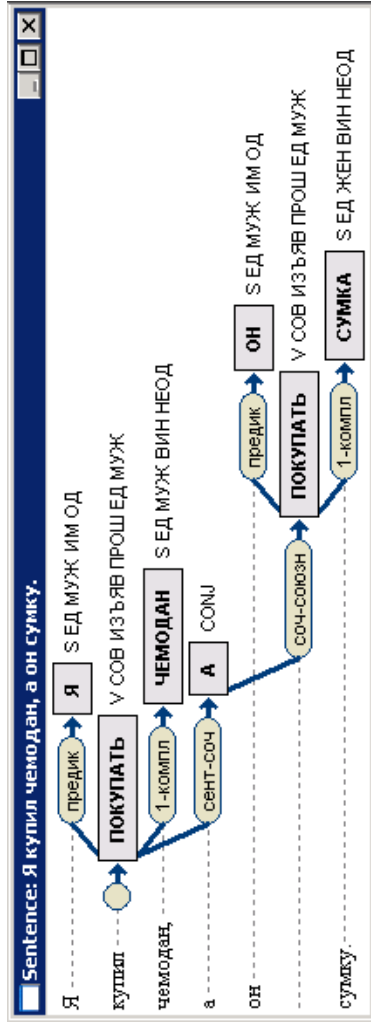 Sentence: Я купил чемодан, а он сумку.
Я предик Я S ЕД МУЖ ИМ ОД
купил ПОКУПАТЬ V СОВ ИЗЪЯВ ПРОШ ЕД МУЖ
чемодан, 1-компл ЧЕМОДАН S ЕД МУЖ ВИН НЕОД
а сент-соч А CONJ
он предик ОН S ЕД МУЖ ИМ ОД
соч-союзн ПОКУПАТЬ V СОВ ИЗЪЯВ ПРОШ ЕД МУЖ
сумку. 1-компл СУМКА S ЕД ЖЕН ВИН НЕОД